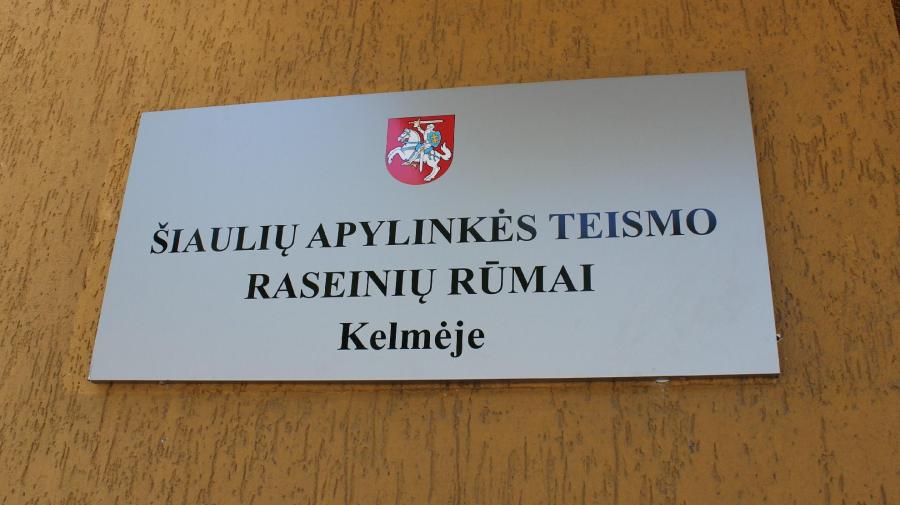 ŠIAULIŲ APYLINKĖS TEISMO
RASEINIŲ RŪMAI
Kelmėje